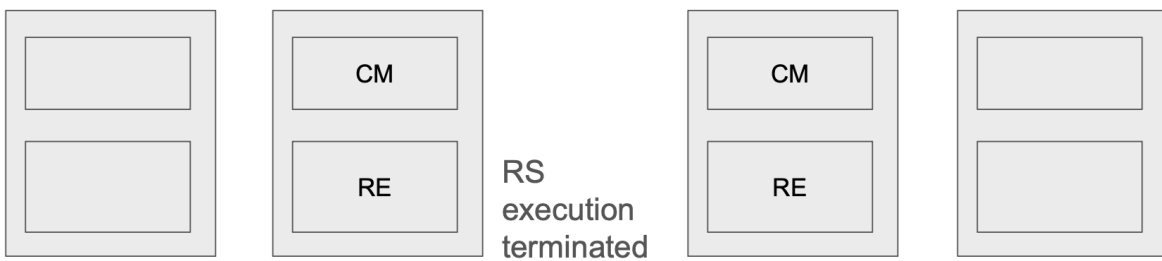 CM
CM
RE
RS
execution
terminated
RE